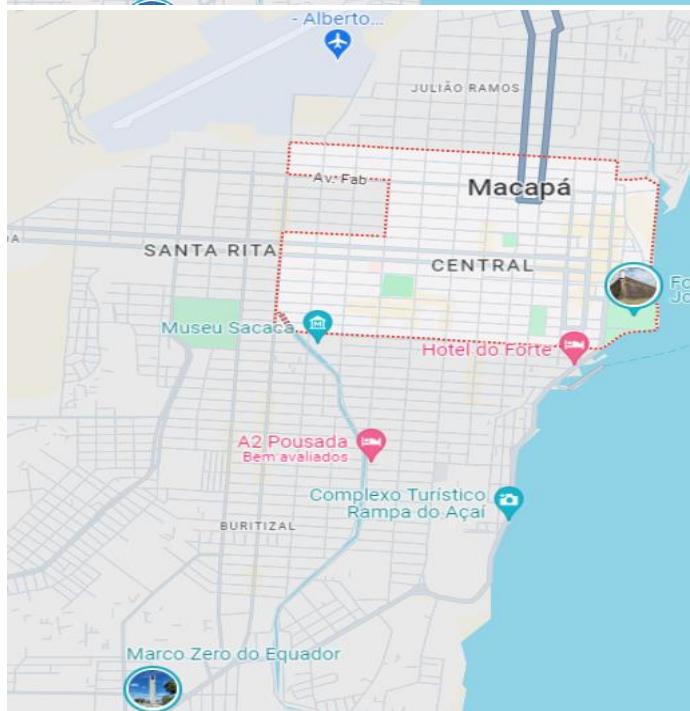 - Alberto...
JULIÃO RAMOS
Av. Fab
Macapá
SANTA RITA
CENTRAL
Museu Sacaca
Hotel do Forte
A2 Pousada
Bem avaliados
Complexo Turístico
Rampa do Açaí
BURITIZAL
Marco Zero do Equador